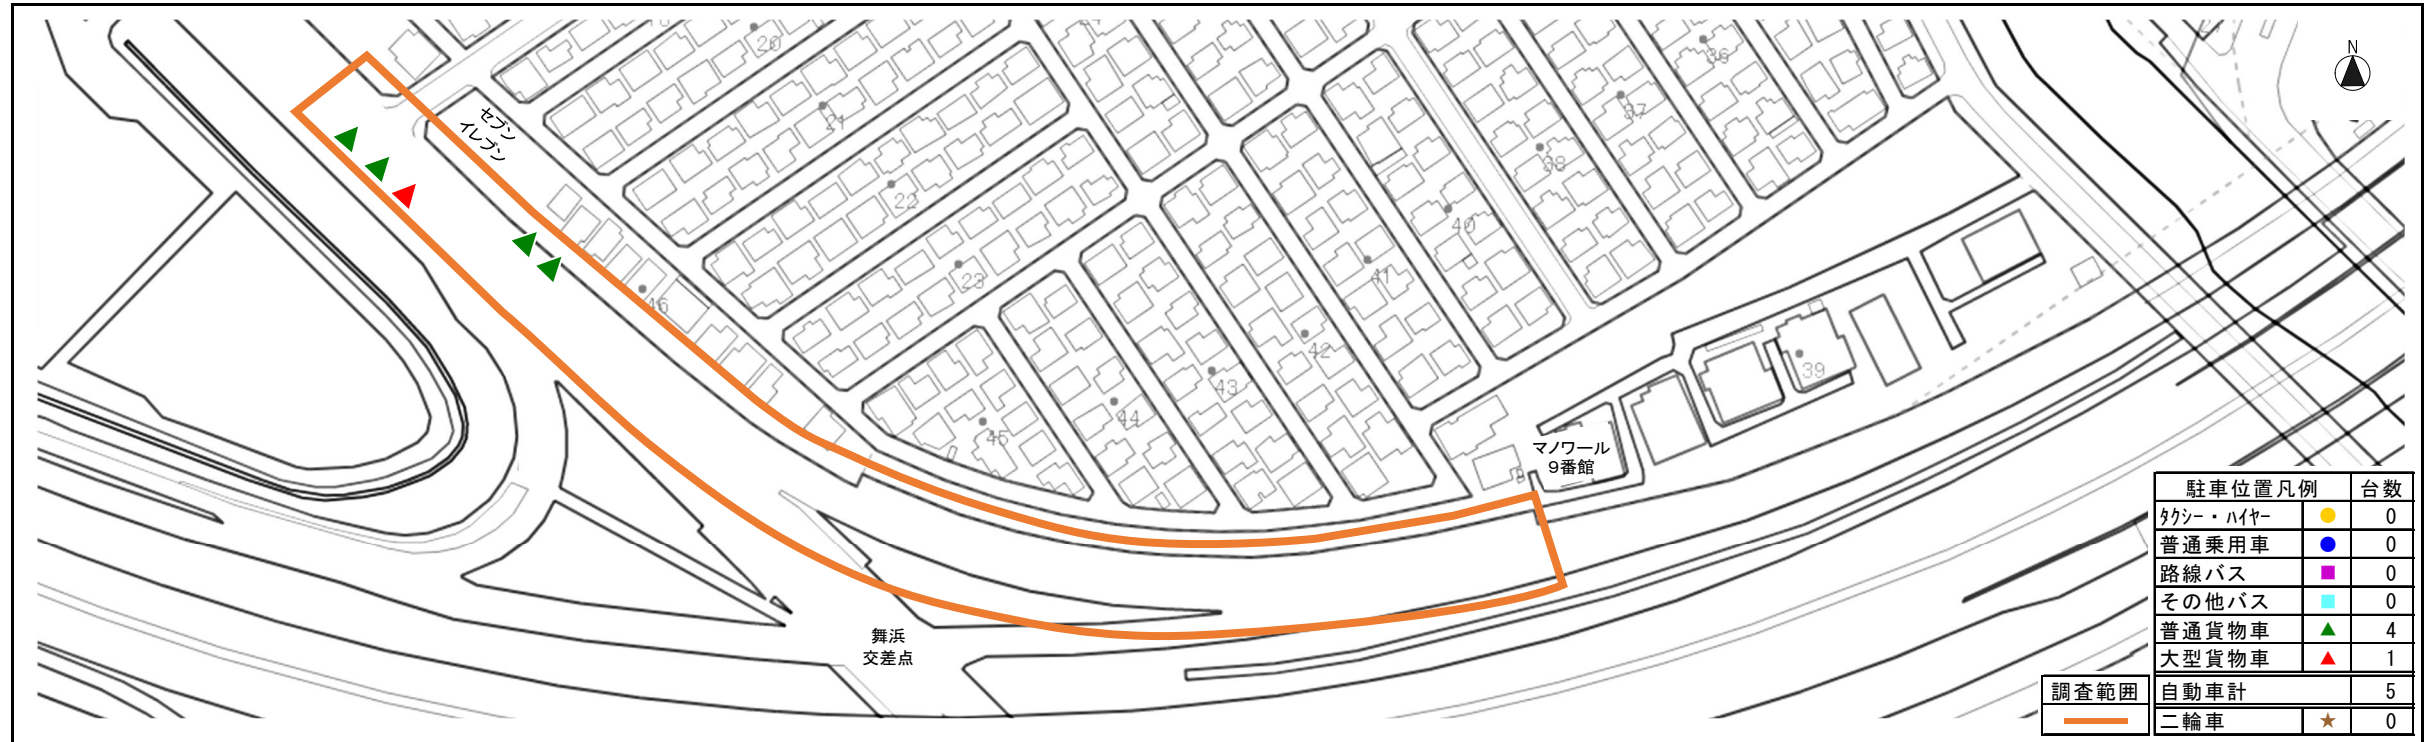 20
21
22
23
36
37
38
40
41
42
43
44
45
46
39
N
セブン
イレブン
マノワール
9番館
舞浜
交差点
駐車位置凡例 台数
タクシー・ハイヤー ● 0
普通乗用車 ● 0
路線バス ■ 0
その他バス ■ 0
普通貨物車 ▲ 4
大型貨物車 ▲ 1
自動車計 5
二輪車 ★ 0
調査範囲